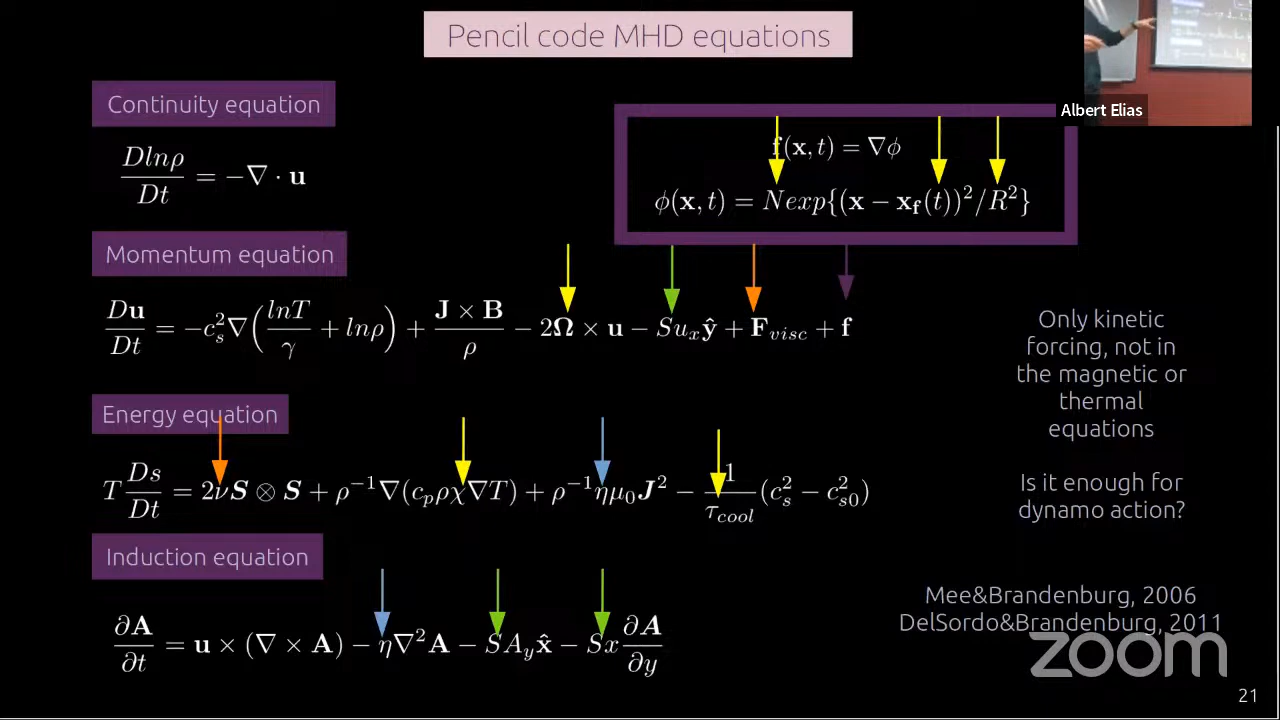 Pencil code MHD equations
Albert Elias
Continuity equation
Dlnρ/Dt = −∇ · u
f(x, t) = ∇ϕ
ϕ(x, t) = Nexp{(x − x_f(t))²/R²}
Momentum equation
Du/Dt = −c_s²∇(lnT/γ + lnρ) + J × B/ρ − 2Ω × u − Su_xŷ + F_visc + f
Only kinetic
forcing, not in
the magnetic or
thermal
equations
Energy equation
T Ds/Dt = 2νS ⊗ S + ρ⁻¹∇(c_pρχ∇T) + ρ⁻¹ημ₀J² − 1/τ_cool (c_s² − c_s0²)
Is it enough for
dynamo action?
Induction equation
∂A/∂t = u × (∇ × A) − η∇²A − SA_yx̂ − Sx ∂A/∂y
Mee&Brandenburg, 2006
DelSordo&Brandenburg, 2011
zoom
21